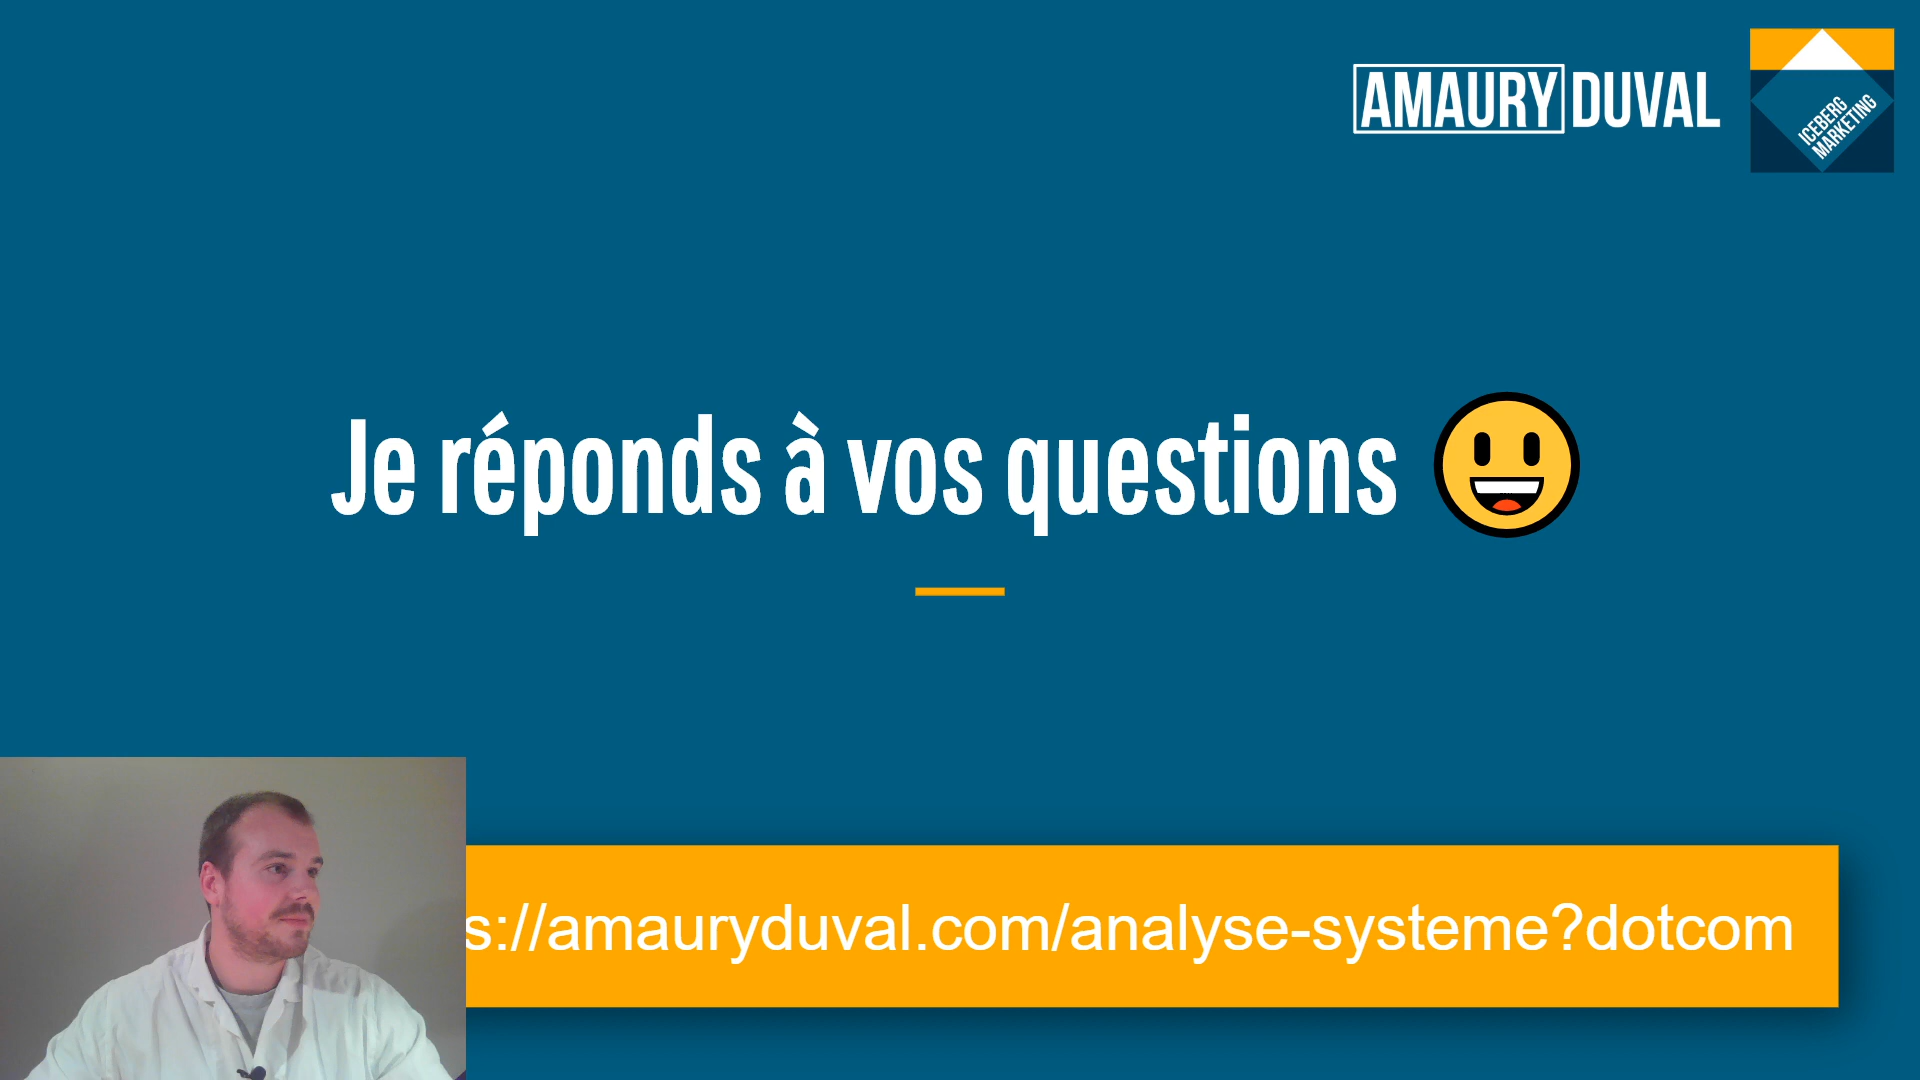 AMAURY DUVAL
ICEBERG
MARKETING
Je réponds à vos questions
s://amauryduval.com/analyse-systeme?dotcom